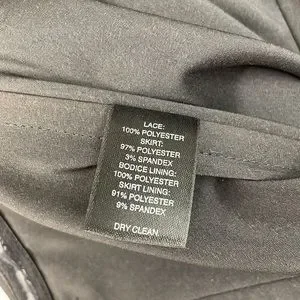 LACE:
100% POLYESTER
SKIRT:
97% POLYESTER
3% SPANDEX
BODICE LINING:
100% POLYESTER
SKIRT LINING:
91% POLYESTER
9% SPANDEX
DRY CLEAN